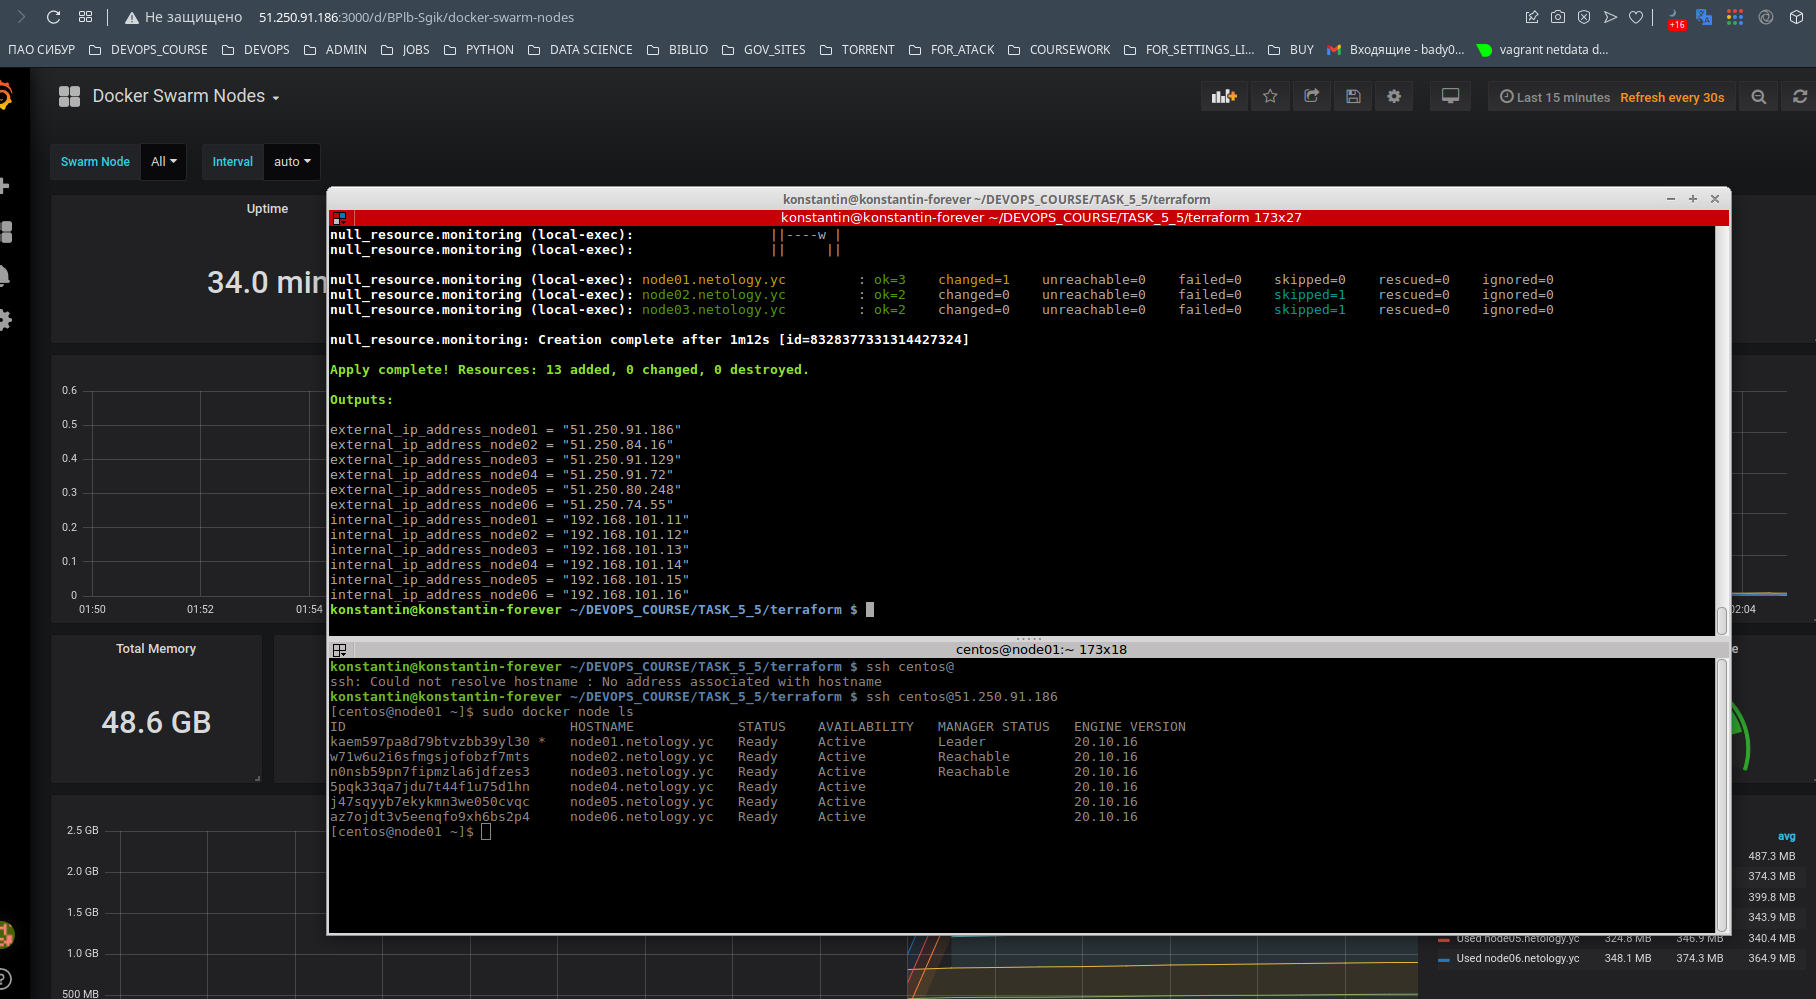 Не защищено 51.250.91.186:3000/d/BPlb-Sgik/docker-swarm-nodes
+16
ПАО СИБУР DEVOPS_COURSE DEVOPS ADMIN JOBS PYTHON DATA SCIENCE BIBLIO GOV_SITES TORRENT FOR_ATACK COURSEWORK FOR_SETTINGS_LI... BUY Входящие - bady0... vagrant netdata d...
Docker Swarm Nodes
Last 15 minutes Refresh every 30s
Swarm Node All Interval auto
Uptime
34.0 min
0.6
0.5
0.4
0.3
0.2
0.1
0
01:50 01:52 01:54
02:04
Total Memory
48.6 GB
2.5 GB
2.0 GB
1.5 GB
1.0 GB
500 MB
konstantin@konstantin-forever ~/DEVOPS_COURSE/TASK_5_5/terraform
konstantin@konstantin-forever ~/DEVOPS_COURSE/TASK_5_5/terraform 173x27
null_resource.monitoring (local-exec):                 ||----w |
null_resource.monitoring (local-exec):                 ||     ||
null_resource.monitoring (local-exec): node01.netology.yc         : ok=3    changed=1    unreachable=0    failed=0    skipped=0    rescued=0    ignored=0
null_resource.monitoring (local-exec): node02.netology.yc         : ok=2    changed=0    unreachable=0    failed=0    skipped=1    rescued=0    ignored=0
null_resource.monitoring (local-exec): node03.netology.yc         : ok=2    changed=0    unreachable=0    failed=0    skipped=1    rescued=0    ignored=0
null_resource.monitoring: Creation complete after 1m12s [id=8328377331314427324]
Apply complete! Resources: 13 added, 0 changed, 0 destroyed.
Outputs:
external_ip_address_node01 = "51.250.91.186"
external_ip_address_node02 = "51.250.84.16"
external_ip_address_node03 = "51.250.91.129"
external_ip_address_node04 = "51.250.91.72"
external_ip_address_node05 = "51.250.80.248"
external_ip_address_node06 = "51.250.74.55"
internal_ip_address_node01 = "192.168.101.11"
internal_ip_address_node02 = "192.168.101.12"
internal_ip_address_node03 = "192.168.101.13"
internal_ip_address_node04 = "192.168.101.14"
internal_ip_address_node05 = "192.168.101.15"
internal_ip_address_node06 = "192.168.101.16"
konstantin@konstantin-forever ~/DEVOPS_COURSE/TASK_5_5/terraform $
centos@node01:~ 173x18
konstantin@konstantin-forever ~/DEVOPS_COURSE/TASK_5_5/terraform $ ssh centos@
ssh: Could not resolve hostname : No address associated with hostname
konstantin@konstantin-forever ~/DEVOPS_COURSE/TASK_5_5/terraform $ ssh centos@51.250.91.186
[centos@node01 ~]$ sudo docker node ls
ID                            HOSTNAME             STATUS    AVAILABILITY   MANAGER STATUS   ENGINE VERSION
kaem597pa8d79btvzbb39yl30 *   node01.netology.yc   Ready     Active         Leader           20.10.16
w71w6u2i6sfmgsjofobzf7mts     node02.netology.yc   Ready     Active         Reachable        20.10.16
n0nsb59pn7fipmzla6jdfzes3     node03.netology.yc   Ready     Active         Reachable        20.10.16
5pqk33qa7jdu7t44f1u75d1hn     node04.netology.yc   Ready     Active                          20.10.16
j47sqyyb7ekykmn3we050cvqc     node05.netology.yc   Ready     Active                          20.10.16
az7ojdt3v5eenqfo9xh6bs2p4     node06.netology.yc   Ready     Active                          20.10.16
[centos@node01 ~]$
avg
487.3 MB
374.3 MB
399.8 MB
343.9 MB
Used node05.netology.yc 324.8 MB 346.9 MB 340.4 MB
Used node06.netology.yc 348.1 MB 374.3 MB 364.9 MB